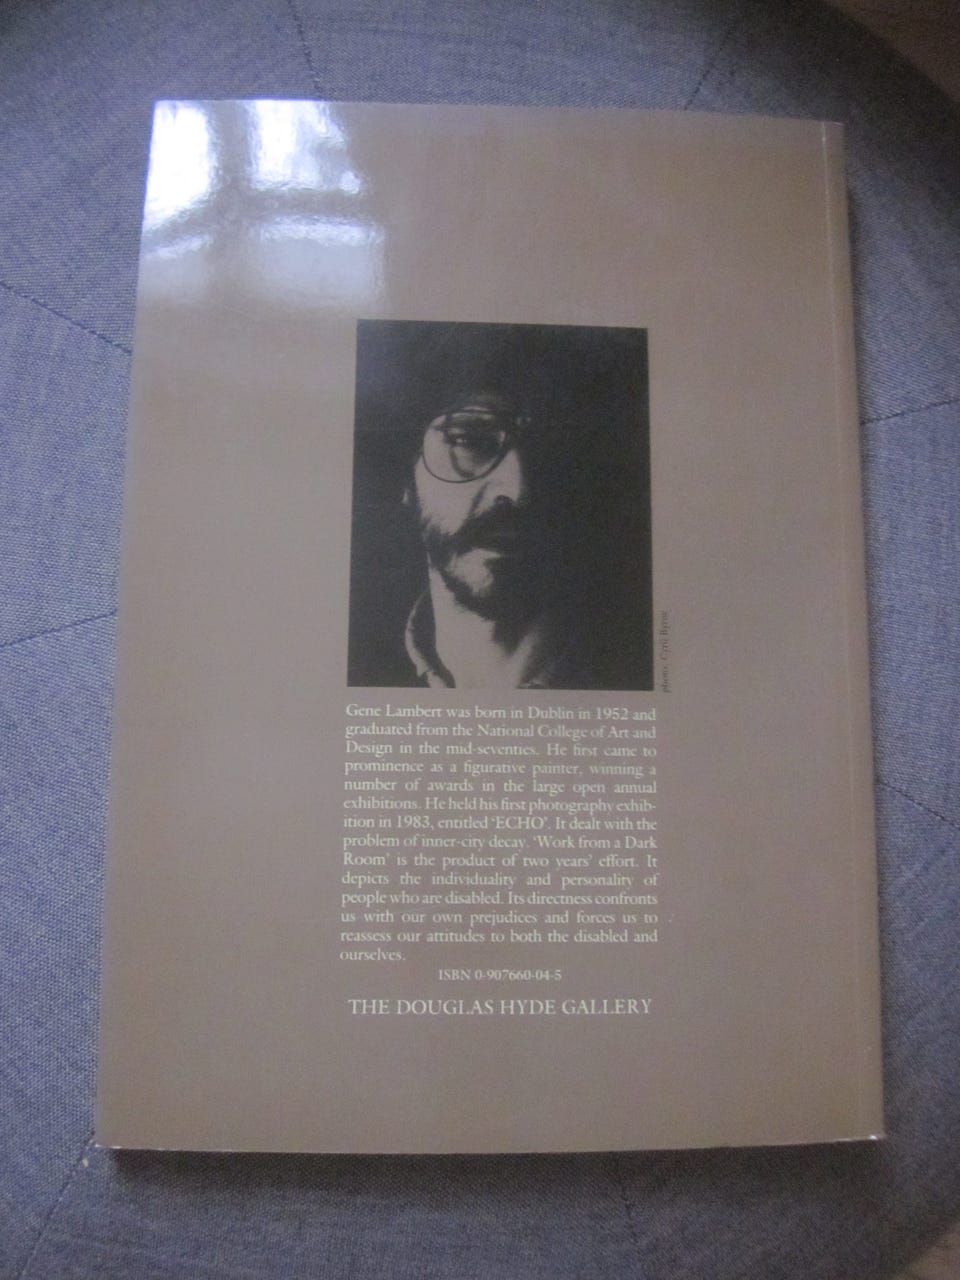 photo: Cyril Byrne
Gene Lambert was born in Dublin in 1952 and
graduated from the National College of Art and
Design in the mid-seventies. He first came to
prominence as a figurative painter, winning a
number of awards in the large open annual
exhibitions. He held his first photography exhib-
ition in 1983, entitled ‘ECHO’. It dealt with the
problem of inner-city decay. ‘Work from a Dark
Room’ is the product of two years’ effort. It
depicts the individuality and personality of
people who are disabled. Its directness confronts
us with our own prejudices and forces us to
reassess our attitudes to both the disabled and
ourselves.
ISBN 0-907660-04-5
THE DOUGLAS HYDE GALLERY